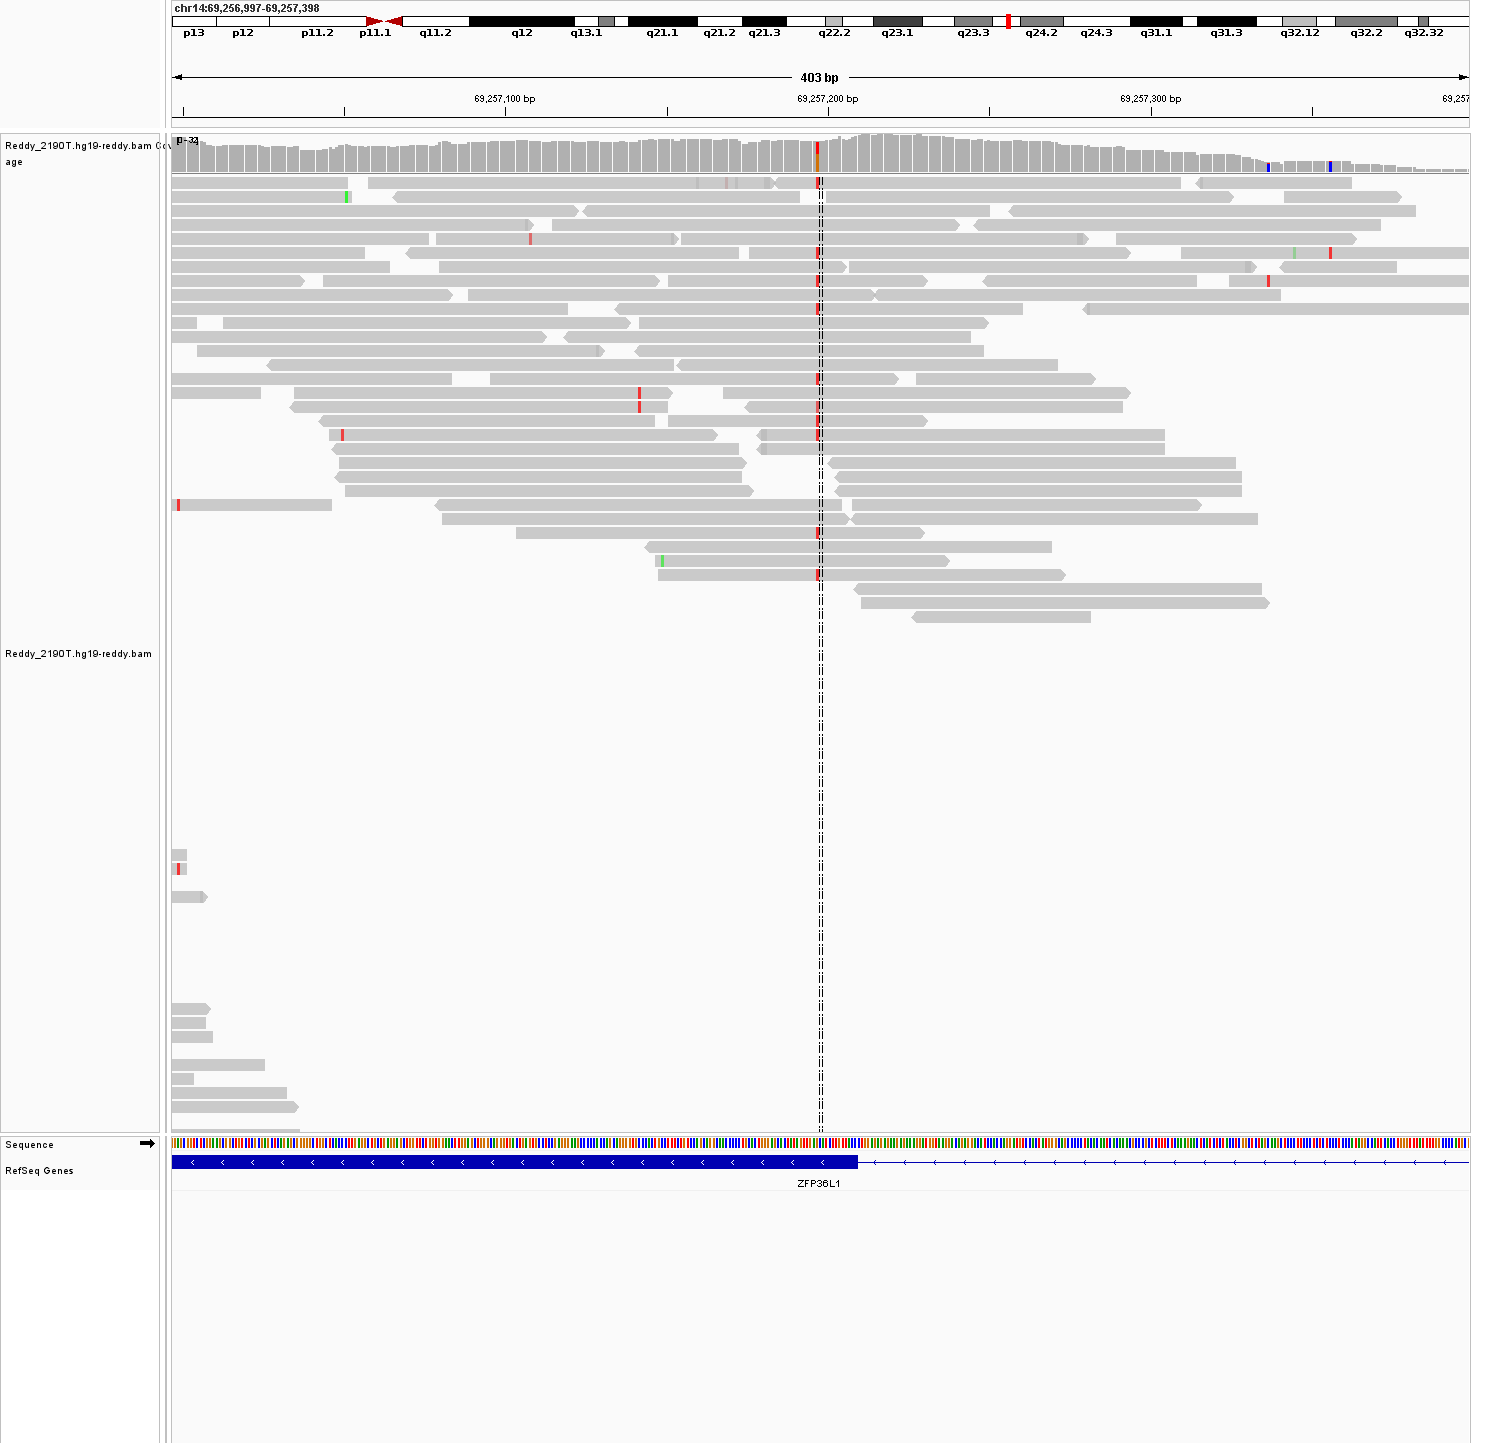 chr14:69,256,997-69,257,398
p13 p12 p11.2 p11.1 q11.2 q12 q13.1 q21.1 q21.2 q21.3 q22.2 q23.1 q23.3 q24.2 q24.3 q31.1 q31.3 q32.12 q32.2 q32.32
403 bp
69,257,100 bp 69,257,200 bp 69,257,300 bp 69,257
Reddy_2190T.hg19-reddy.bam Cov
age
[0-32]
Reddy_2190T.hg19-reddy.bam
Sequence
RefSeq Genes
ZFP36L1